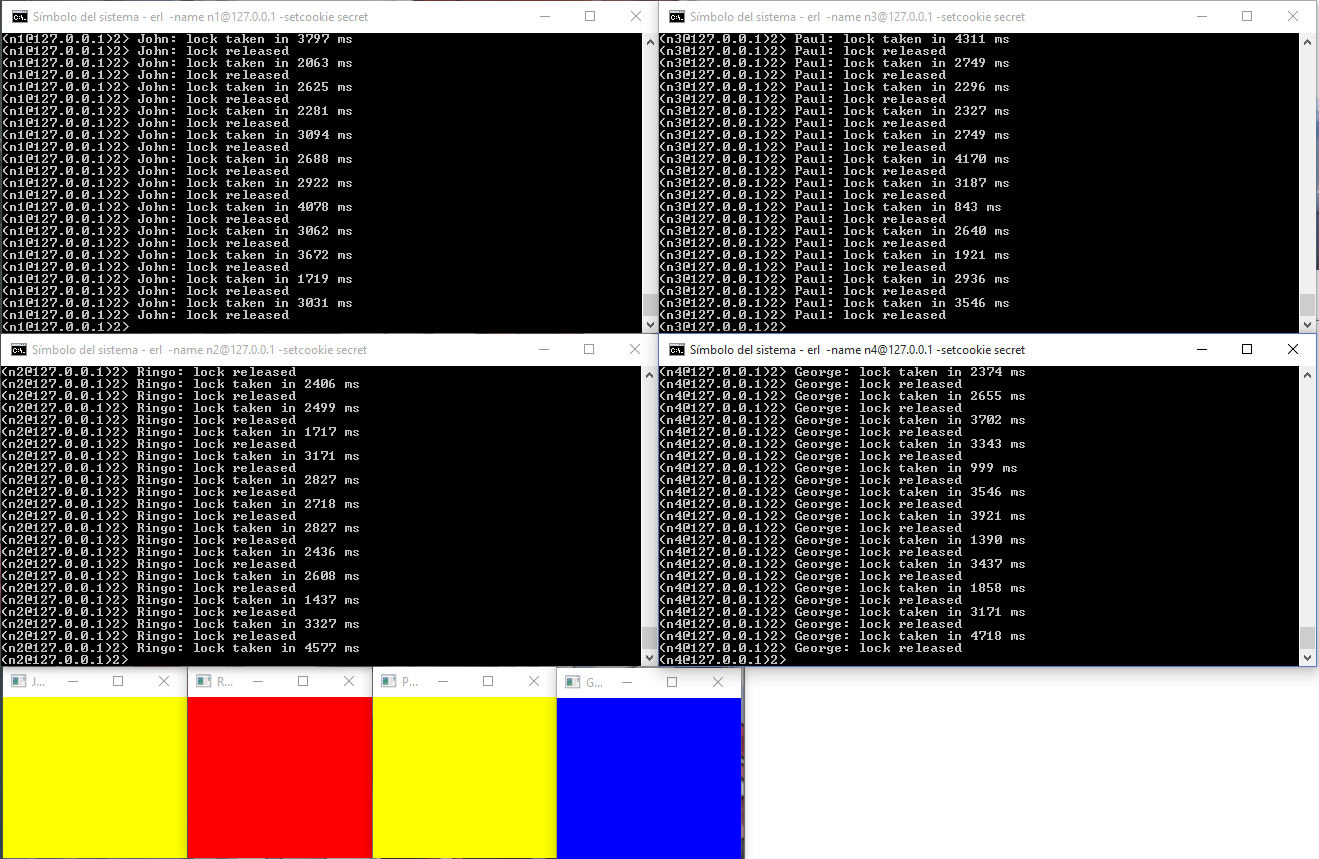 Símbolo del sistema - erl -name n1@127.0.0.1 -setcookie secret
(n1@127.0.0.1)2> John: lock taken in 3797 ms
(n1@127.0.0.1)2> John: lock released
(n1@127.0.0.1)2> John: lock taken in 2063 ms
(n1@127.0.0.1)2> John: lock released
(n1@127.0.0.1)2> John: lock taken in 2625 ms
(n1@127.0.0.1)2> John: lock released
(n1@127.0.0.1)2> John: lock taken in 2281 ms
(n1@127.0.0.1)2> John: lock released
(n1@127.0.0.1)2> John: lock taken in 3094 ms
(n1@127.0.0.1)2> John: lock released
(n1@127.0.0.1)2> John: lock taken in 2688 ms
(n1@127.0.0.1)2> John: lock released
(n1@127.0.0.1)2> John: lock taken in 2922 ms
(n1@127.0.0.1)2> John: lock released
(n1@127.0.0.1)2> John: lock taken in 4078 ms
(n1@127.0.0.1)2> John: lock released
(n1@127.0.0.1)2> John: lock taken in 3062 ms
(n1@127.0.0.1)2> John: lock released
(n1@127.0.0.1)2> John: lock taken in 3672 ms
(n1@127.0.0.1)2> John: lock released
(n1@127.0.0.1)2> John: lock taken in 1719 ms
(n1@127.0.0.1)2> John: lock released
(n1@127.0.0.1)2> John: lock taken in 3031 ms
(n1@127.0.0.1)2> John: lock released
(n1@127.0.0.1)2>
Símbolo del sistema - erl -name n3@127.0.0.1 -setcookie secret
(n3@127.0.0.1)2> Paul: lock taken in 4311 ms
(n3@127.0.0.1)2> Paul: lock released
(n3@127.0.0.1)2> Paul: lock taken in 2749 ms
(n3@127.0.0.1)2> Paul: lock released
(n3@127.0.0.1)2> Paul: lock taken in 2296 ms
(n3@127.0.0.1)2> Paul: lock released
(n3@127.0.0.1)2> Paul: lock taken in 2327 ms
(n3@127.0.0.1)2> Paul: lock released
(n3@127.0.0.1)2> Paul: lock taken in 2749 ms
(n3@127.0.0.1)2> Paul: lock released
(n3@127.0.0.1)2> Paul: lock taken in 4170 ms
(n3@127.0.0.1)2> Paul: lock released
(n3@127.0.0.1)2> Paul: lock taken in 3187 ms
(n3@127.0.0.1)2> Paul: lock released
(n3@127.0.0.1)2> Paul: lock taken in 843 ms
(n3@127.0.0.1)2> Paul: lock released
(n3@127.0.0.1)2> Paul: lock taken in 2640 ms
(n3@127.0.0.1)2> Paul: lock released
(n3@127.0.0.1)2> Paul: lock taken in 1921 ms
(n3@127.0.0.1)2> Paul: lock released
(n3@127.0.0.1)2> Paul: lock taken in 2936 ms
(n3@127.0.0.1)2> Paul: lock released
(n3@127.0.0.1)2> Paul: lock taken in 3546 ms
(n3@127.0.0.1)2> Paul: lock released
(n3@127.0.0.1)2>
Símbolo del sistema - erl -name n2@127.0.0.1 -setcookie secret
(n2@127.0.0.1)2> Ringo: lock released
(n2@127.0.0.1)2> Ringo: lock taken in 2406 ms
(n2@127.0.0.1)2> Ringo: lock released
(n2@127.0.0.1)2> Ringo: lock taken in 2499 ms
(n2@127.0.0.1)2> Ringo: lock released
(n2@127.0.0.1)2> Ringo: lock taken in 1717 ms
(n2@127.0.0.1)2> Ringo: lock released
(n2@127.0.0.1)2> Ringo: lock taken in 3171 ms
(n2@127.0.0.1)2> Ringo: lock released
(n2@127.0.0.1)2> Ringo: lock taken in 2827 ms
(n2@127.0.0.1)2> Ringo: lock released
(n2@127.0.0.1)2> Ringo: lock taken in 2718 ms
(n2@127.0.0.1)2> Ringo: lock released
(n2@127.0.0.1)2> Ringo: lock taken in 2827 ms
(n2@127.0.0.1)2> Ringo: lock released
(n2@127.0.0.1)2> Ringo: lock taken in 2436 ms
(n2@127.0.0.1)2> Ringo: lock released
(n2@127.0.0.1)2> Ringo: lock taken in 2608 ms
(n2@127.0.0.1)2> Ringo: lock released
(n2@127.0.0.1)2> Ringo: lock taken in 1437 ms
(n2@127.0.0.1)2> Ringo: lock released
(n2@127.0.0.1)2> Ringo: lock taken in 3327 ms
(n2@127.0.0.1)2> Ringo: lock released
(n2@127.0.0.1)2> Ringo: lock taken in 4577 ms
(n2@127.0.0.1)2>
Símbolo del sistema - erl -name n4@127.0.0.1 -setcookie secret
(n4@127.0.0.1)2> George: lock taken in 2374 ms
(n4@127.0.0.1)2> George: lock released
(n4@127.0.0.1)2> George: lock taken in 2655 ms
(n4@127.0.0.1)2> George: lock released
(n4@127.0.0.1)2> George: lock taken in 3702 ms
(n4@127.0.0.1)2> George: lock released
(n4@127.0.0.1)2> George: lock taken in 3343 ms
(n4@127.0.0.1)2> George: lock released
(n4@127.0.0.1)2> George: lock taken in 999 ms
(n4@127.0.0.1)2> George: lock released
(n4@127.0.0.1)2> George: lock taken in 3546 ms
(n4@127.0.0.1)2> George: lock released
(n4@127.0.0.1)2> George: lock taken in 3921 ms
(n4@127.0.0.1)2> George: lock released
(n4@127.0.0.1)2> George: lock taken in 1390 ms
(n4@127.0.0.1)2> George: lock released
(n4@127.0.0.1)2> George: lock taken in 3437 ms
(n4@127.0.0.1)2> George: lock released
(n4@127.0.0.1)2> George: lock taken in 1858 ms
(n4@127.0.0.1)2> George: lock released
(n4@127.0.0.1)2> George: lock taken in 3171 ms
(n4@127.0.0.1)2> George: lock released
(n4@127.0.0.1)2> George: lock taken in 4718 ms
(n4@127.0.0.1)2> George: lock released
(n4@127.0.0.1)2>
J...
R...
P...
G...